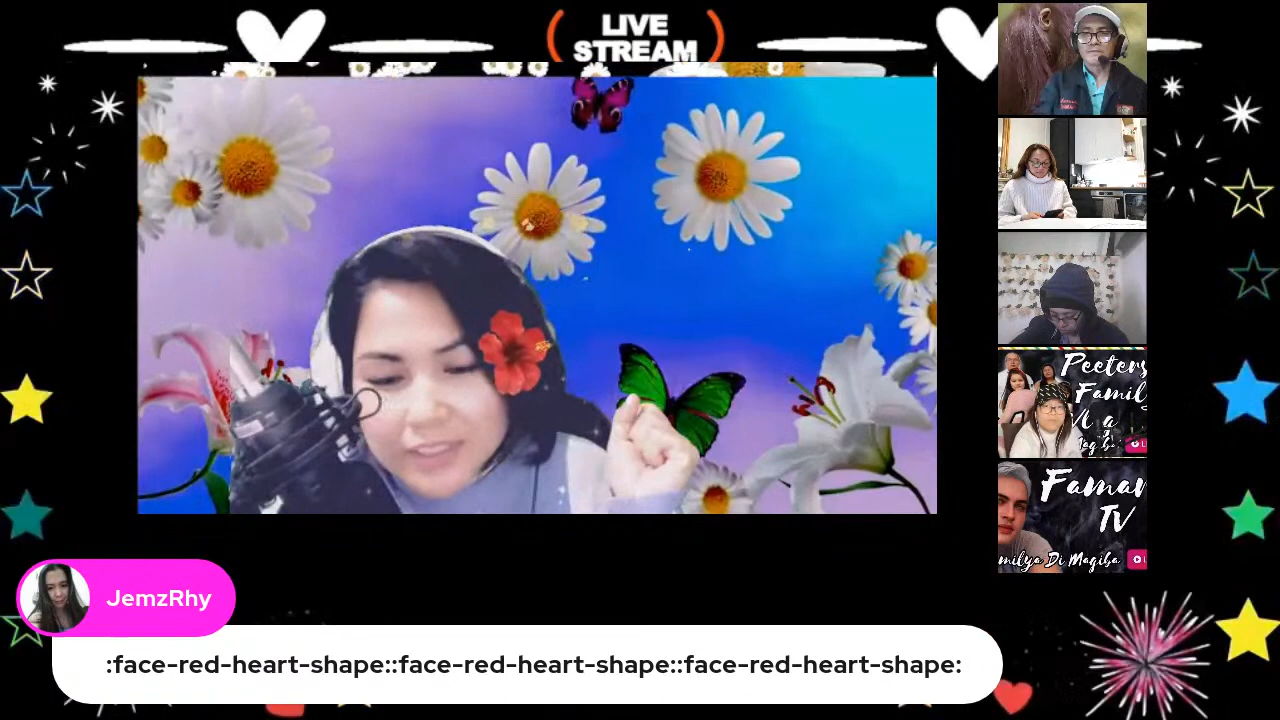 LIVE
STREAM
Peeters
Family
Famar
TV
milya Di Magiba
JemzRhy
:face-red-heart-shape::face-red-heart-shape::face-red-heart-shape: